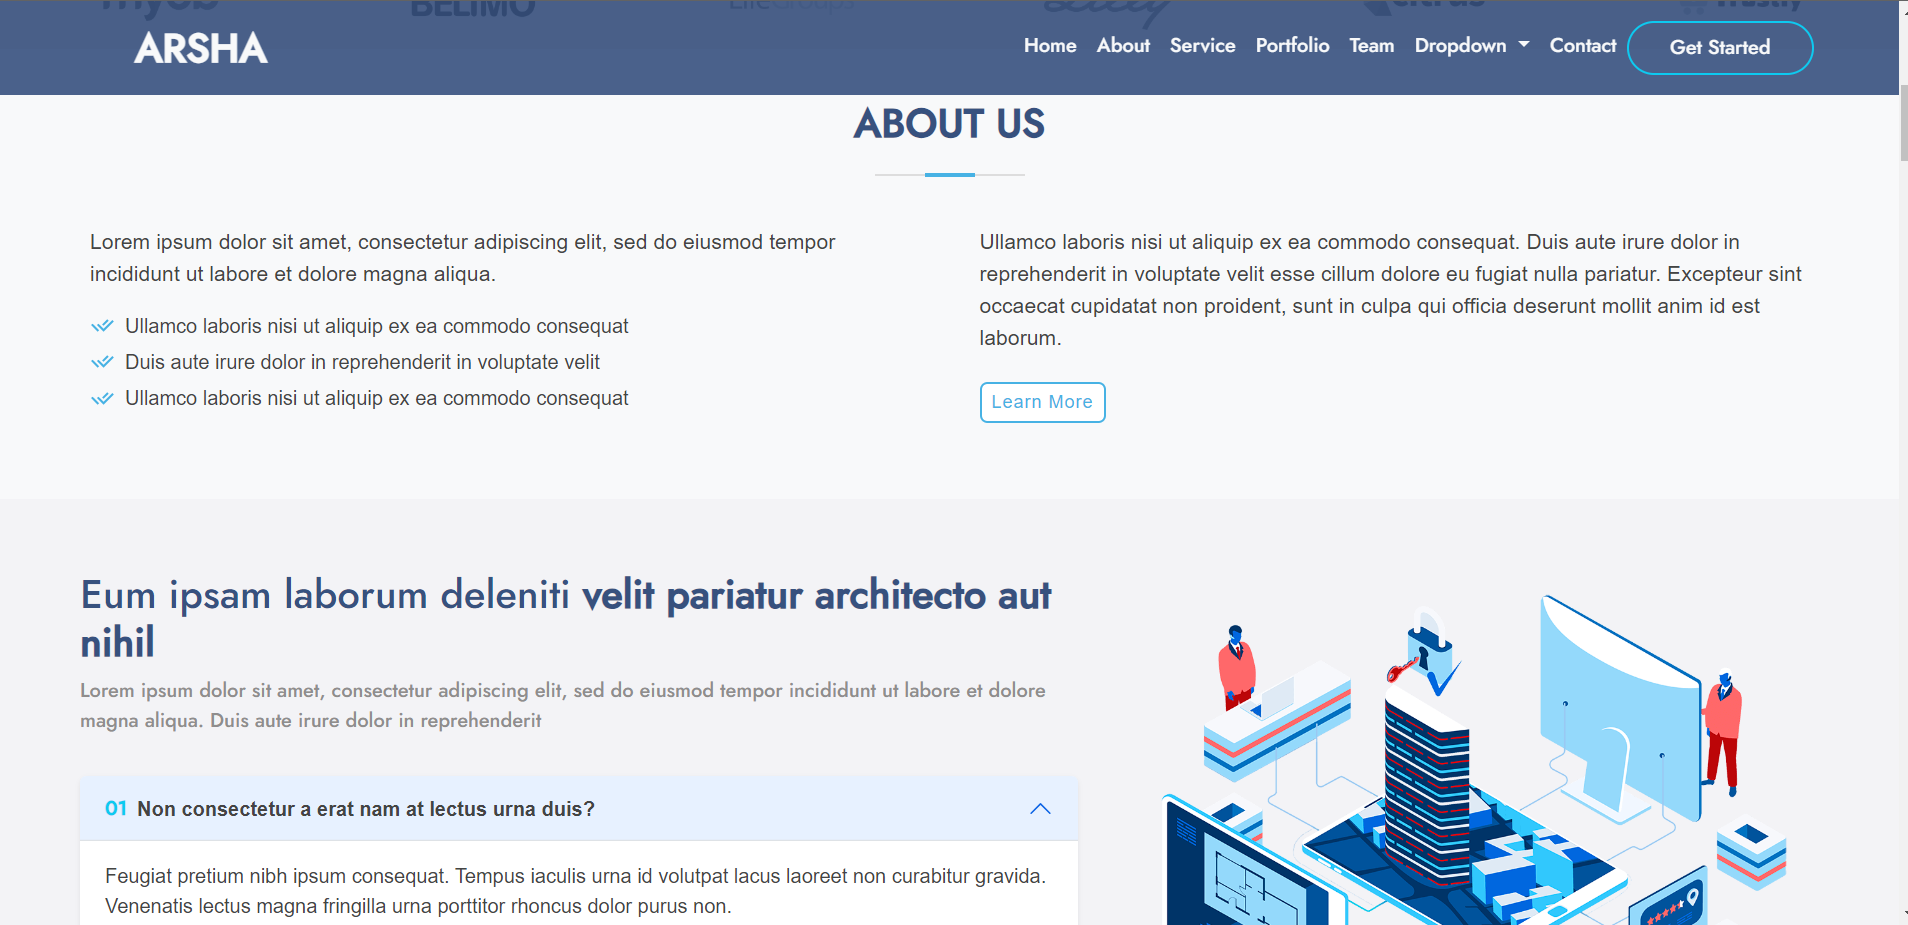 myob BELIMO LifeGroups citrus Trustly
ARSHA
Home About Service Portfolio Team Dropdown Contact Get Started
ABOUT US
Lorem ipsum dolor sit amet, consectetur adipiscing elit, sed do eiusmod tempor
incididunt ut labore et dolore magna aliqua.
Ullamco laboris nisi ut aliquip ex ea commodo consequat
Duis aute irure dolor in reprehenderit in voluptate velit
Ullamco laboris nisi ut aliquip ex ea commodo consequat
Ullamco laboris nisi ut aliquip ex ea commodo consequat. Duis aute irure dolor in
reprehenderit in voluptate velit esse cillum dolore eu fugiat nulla pariatur. Excepteur sint
occaecat cupidatat non proident, sunt in culpa qui officia deserunt mollit anim id est
laborum.
Learn More
Eum ipsam laborum deleniti velit pariatur architecto aut
nihil
Lorem ipsum dolor sit amet, consectetur adipiscing elit, sed do eiusmod tempor incididunt ut labore et dolore
magna aliqua. Duis aute irure dolor in reprehenderit
01 Non consectetur a erat nam at lectus urna duis?
Feugiat pretium nibh ipsum consequat. Tempus iaculis urna id volutpat lacus laoreet non curabitur gravida.
Venenatis lectus magna fringilla urna porttitor rhoncus dolor purus non.